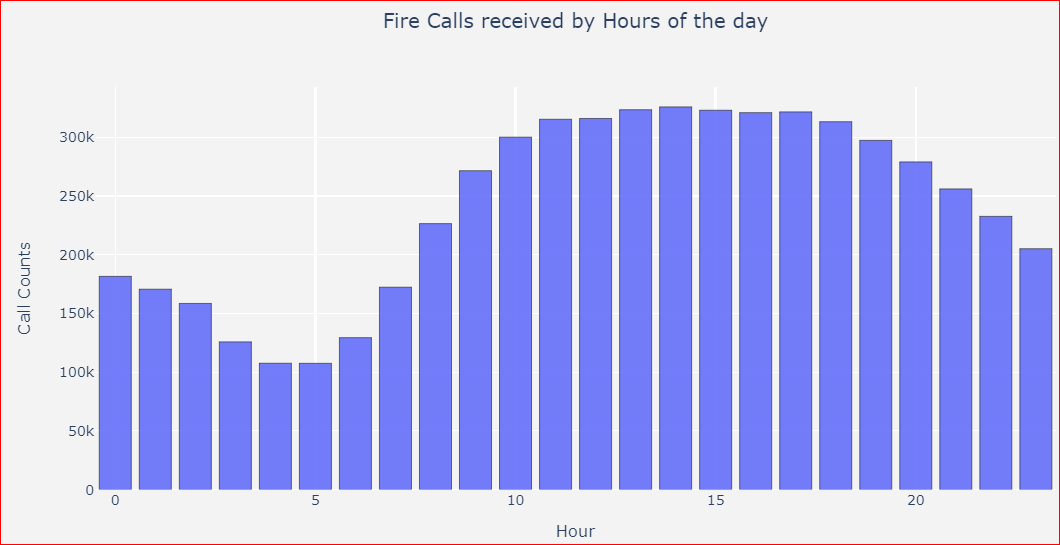 Fire Calls received by Hours of the day
Call Counts
300k
250k
200k
150k
100k
50k
0
0 5 10 15 20
Hour